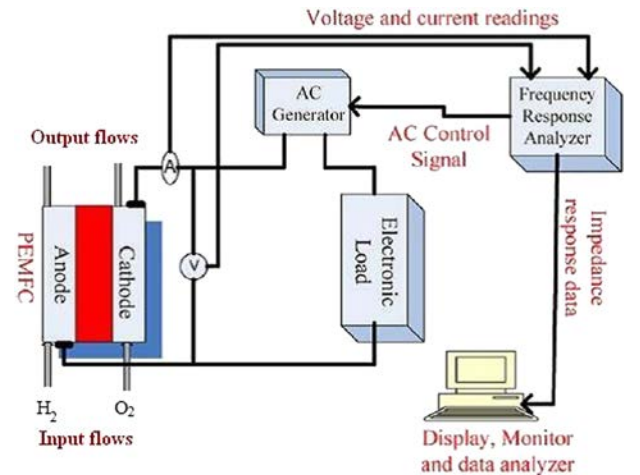 Voltage and current readings
AC
Generator
Frequency
Response
Analyzer
AC Control
Signal
Output flows
A
PEMFC
Anode
Cathode
V
Electronic
Load
Impedance
response data
H2
O2
Input flows
Display, Monitor
and data analyzer